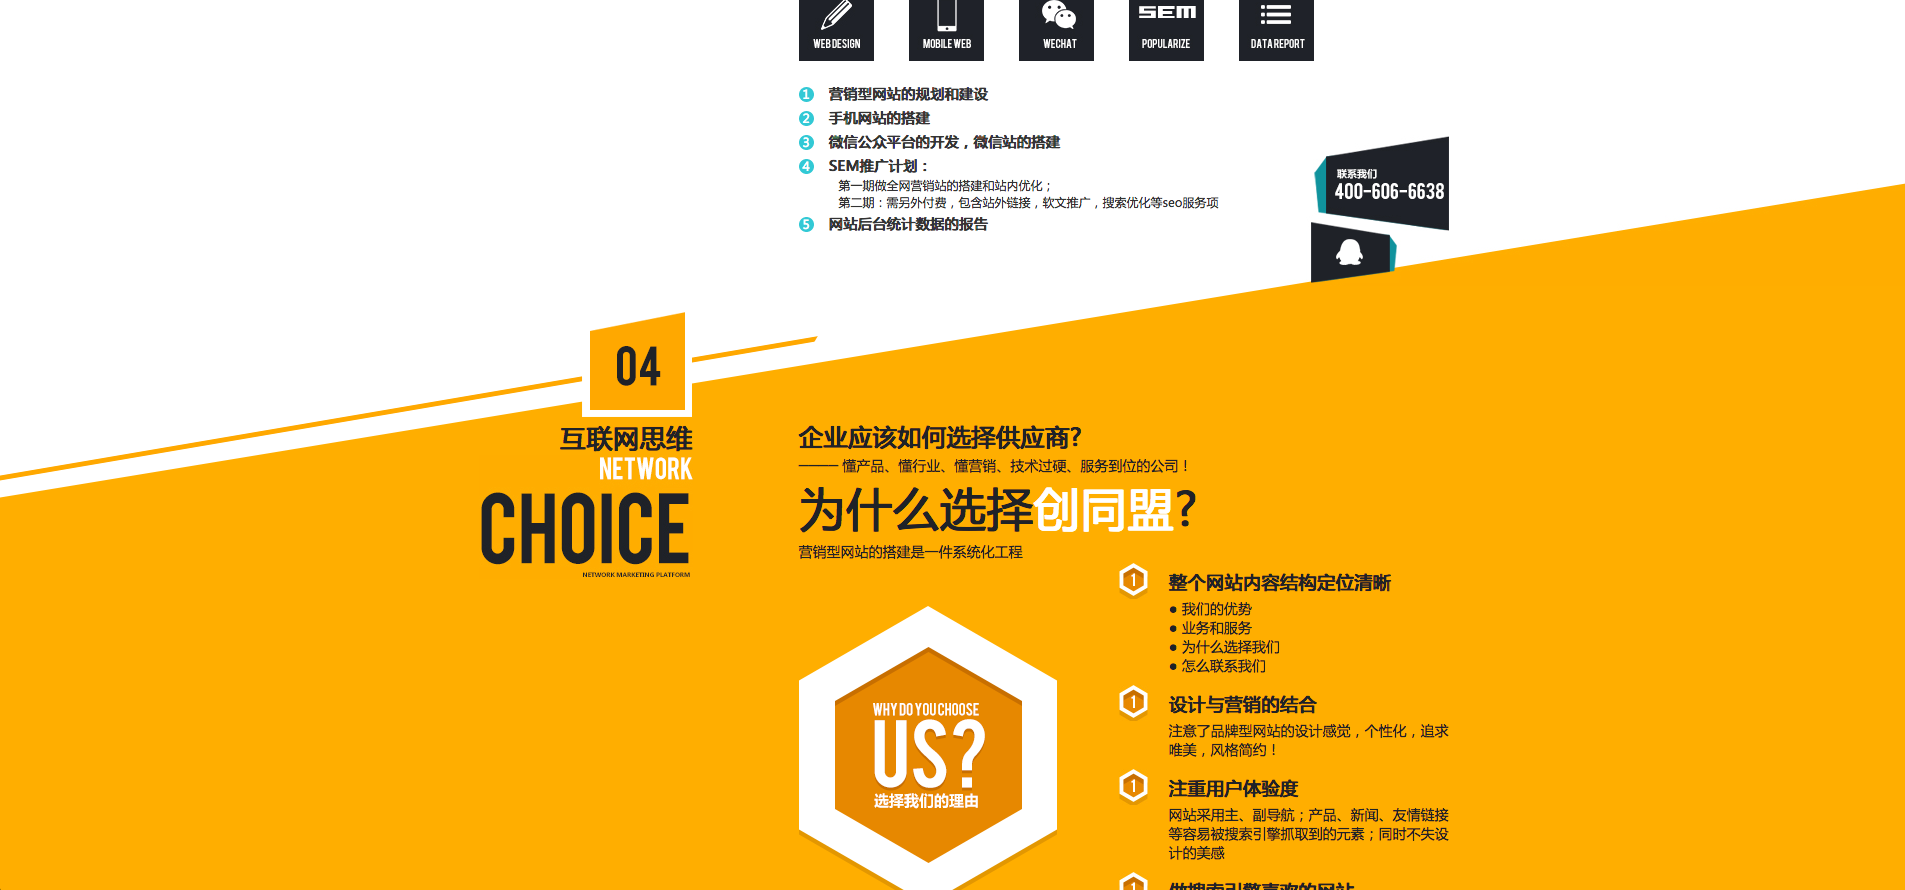 WEB DESIGN
MOBILE WEB
WECHAT
SEM
POPULARIZE
DATA REPORT
1 营销型网站的规划和建设
2 手机网站的搭建
3 微信公众平台的开发，微信站的搭建
4 SEM推广计划：
第一期做全网营销站的搭建和站内优化；
第二期：需另外付费，包含站外链接，软文推广，搜索优化等seo服务项
5 网站后台统计数据的报告
联系我们
400-606-6638
04
互联网思维
NETWORK
CHOICE
NETWORK MARKETING PLATFORM
企业应该如何选择供应商?
——— 懂产品、懂行业、懂营销、技术过硬、服务到位的公司！
为什么选择创同盟?
营销型网站的搭建是一件系统化工程
WHY DO YOU CHOOSE
US?
选择我们的理由
1 整个网站内容结构定位清晰
● 我们的优势
● 业务和服务
● 为什么选择我们
● 怎么联系我们
1 设计与营销的结合
注意了品牌型网站的设计感觉，个性化，追求
唯美，风格简约！
1 注重用户体验度
网站采用主、副导航；产品、新闻、友情链接
等容易被搜索引擎抓取到的元素；同时不失设
计的美感
1 做搜索引擎喜欢的网站